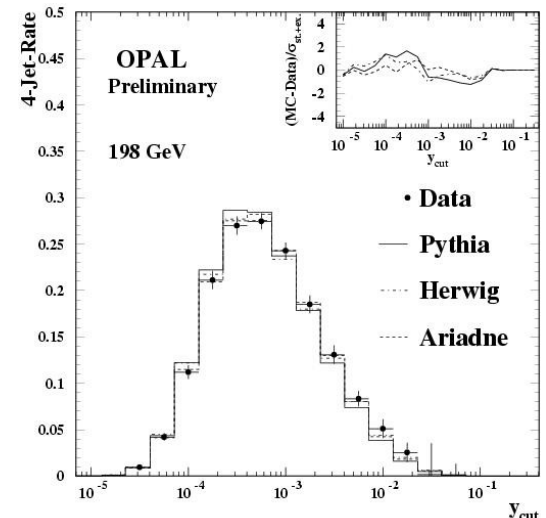 4-Jet-Rate
0.5
0.45
0.4
0.35
0.3
0.25
0.2
0.15
0.1
0.05
0
OPAL
Preliminary
198 GeV
(MC-Data)/σst.+ex.
4
2
0
-2
-4
10⁻⁵ 10⁻⁴ 10⁻³ 10⁻² 10⁻¹
ycut
Data
Pythia
Herwig
Ariadne
10⁻⁵ 10⁻⁴ 10⁻³ 10⁻² 10⁻¹
ycut